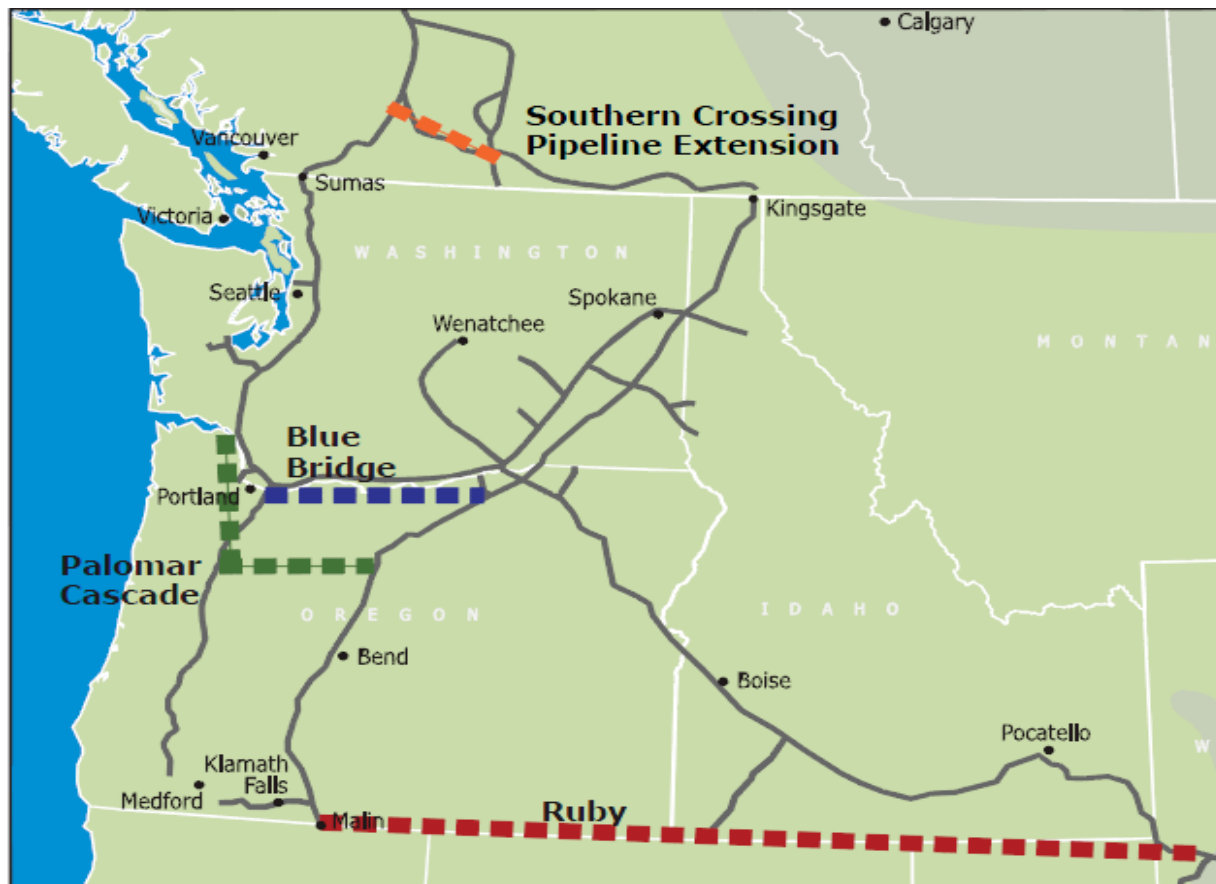 Calgary
Southern Crossing
Pipeline Extension
Vancouver
Sumas
Victoria
Kingsgate
WASHINGTON
Seattle
Spokane
Wenatchee
MONTAN
Blue
Bridge
Portland
Palomar
Cascade
OREGON
IDAHO
Bend
Boise
Pocatello
W
Klamath
Falls
Medford
Malin
Ruby